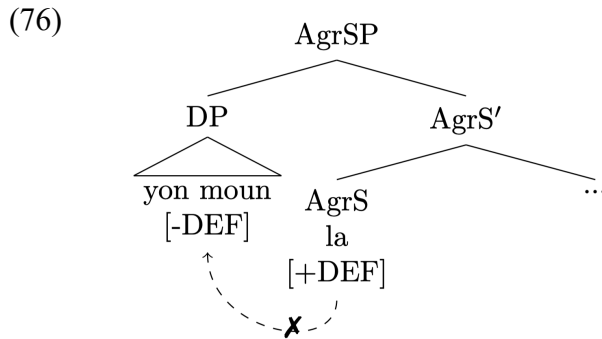 (76)
AgrSP
DP AgrS′
yon moun AgrS ...
[-DEF] la
[+DEF]
✗